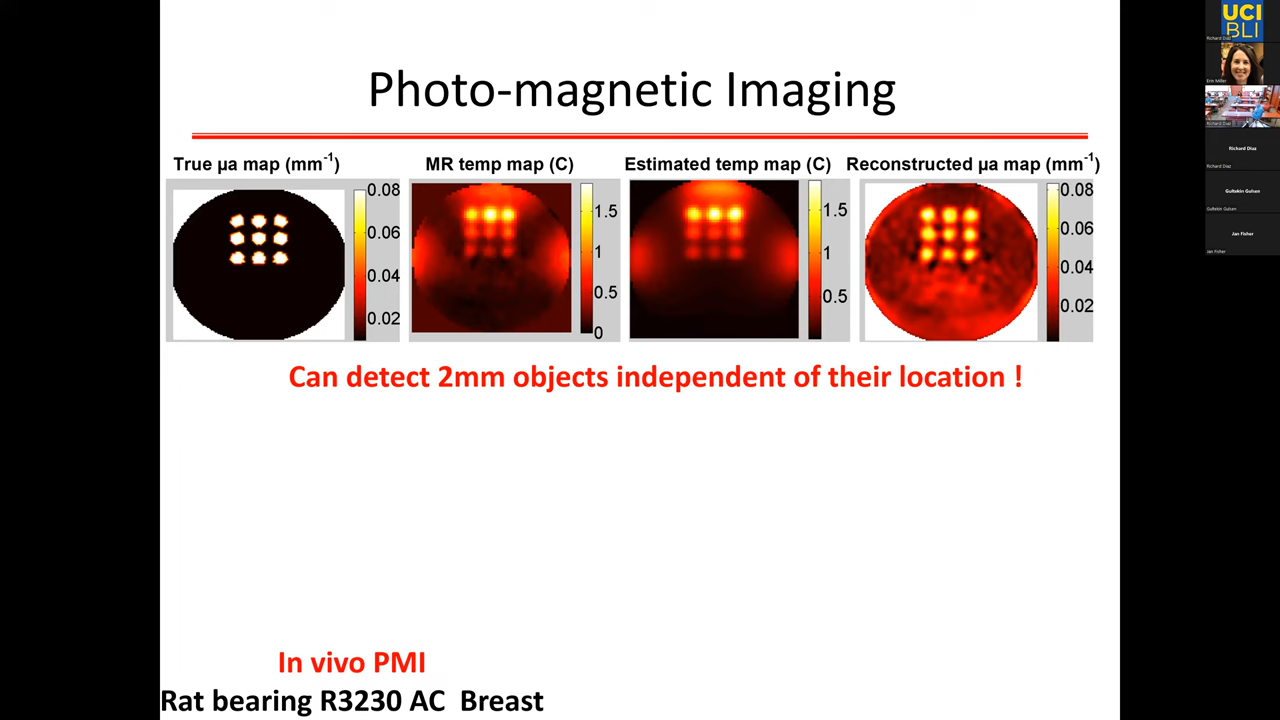 Photo-magnetic Imaging
True µa map (mm-1)
MR temp map (C)
Estimated temp map (C)
Reconstructed µa map (mm-1)
0.08
0.06
0.04
0.02
1.5
1
0.5
0
1.5
1
0.5
0.08
0.06
0.04
0.02
Can detect 2mm objects independent of their location !
In vivo PMI
Rat bearing R3230 AC Breast
UCI
BLI
Richard Diaz
Erin Miller
Richard Diaz
Richard Diaz
Richard Diaz
Gultekin Gulsen
Gultekin Gulsen
Jan Fisher
Jan Fisher